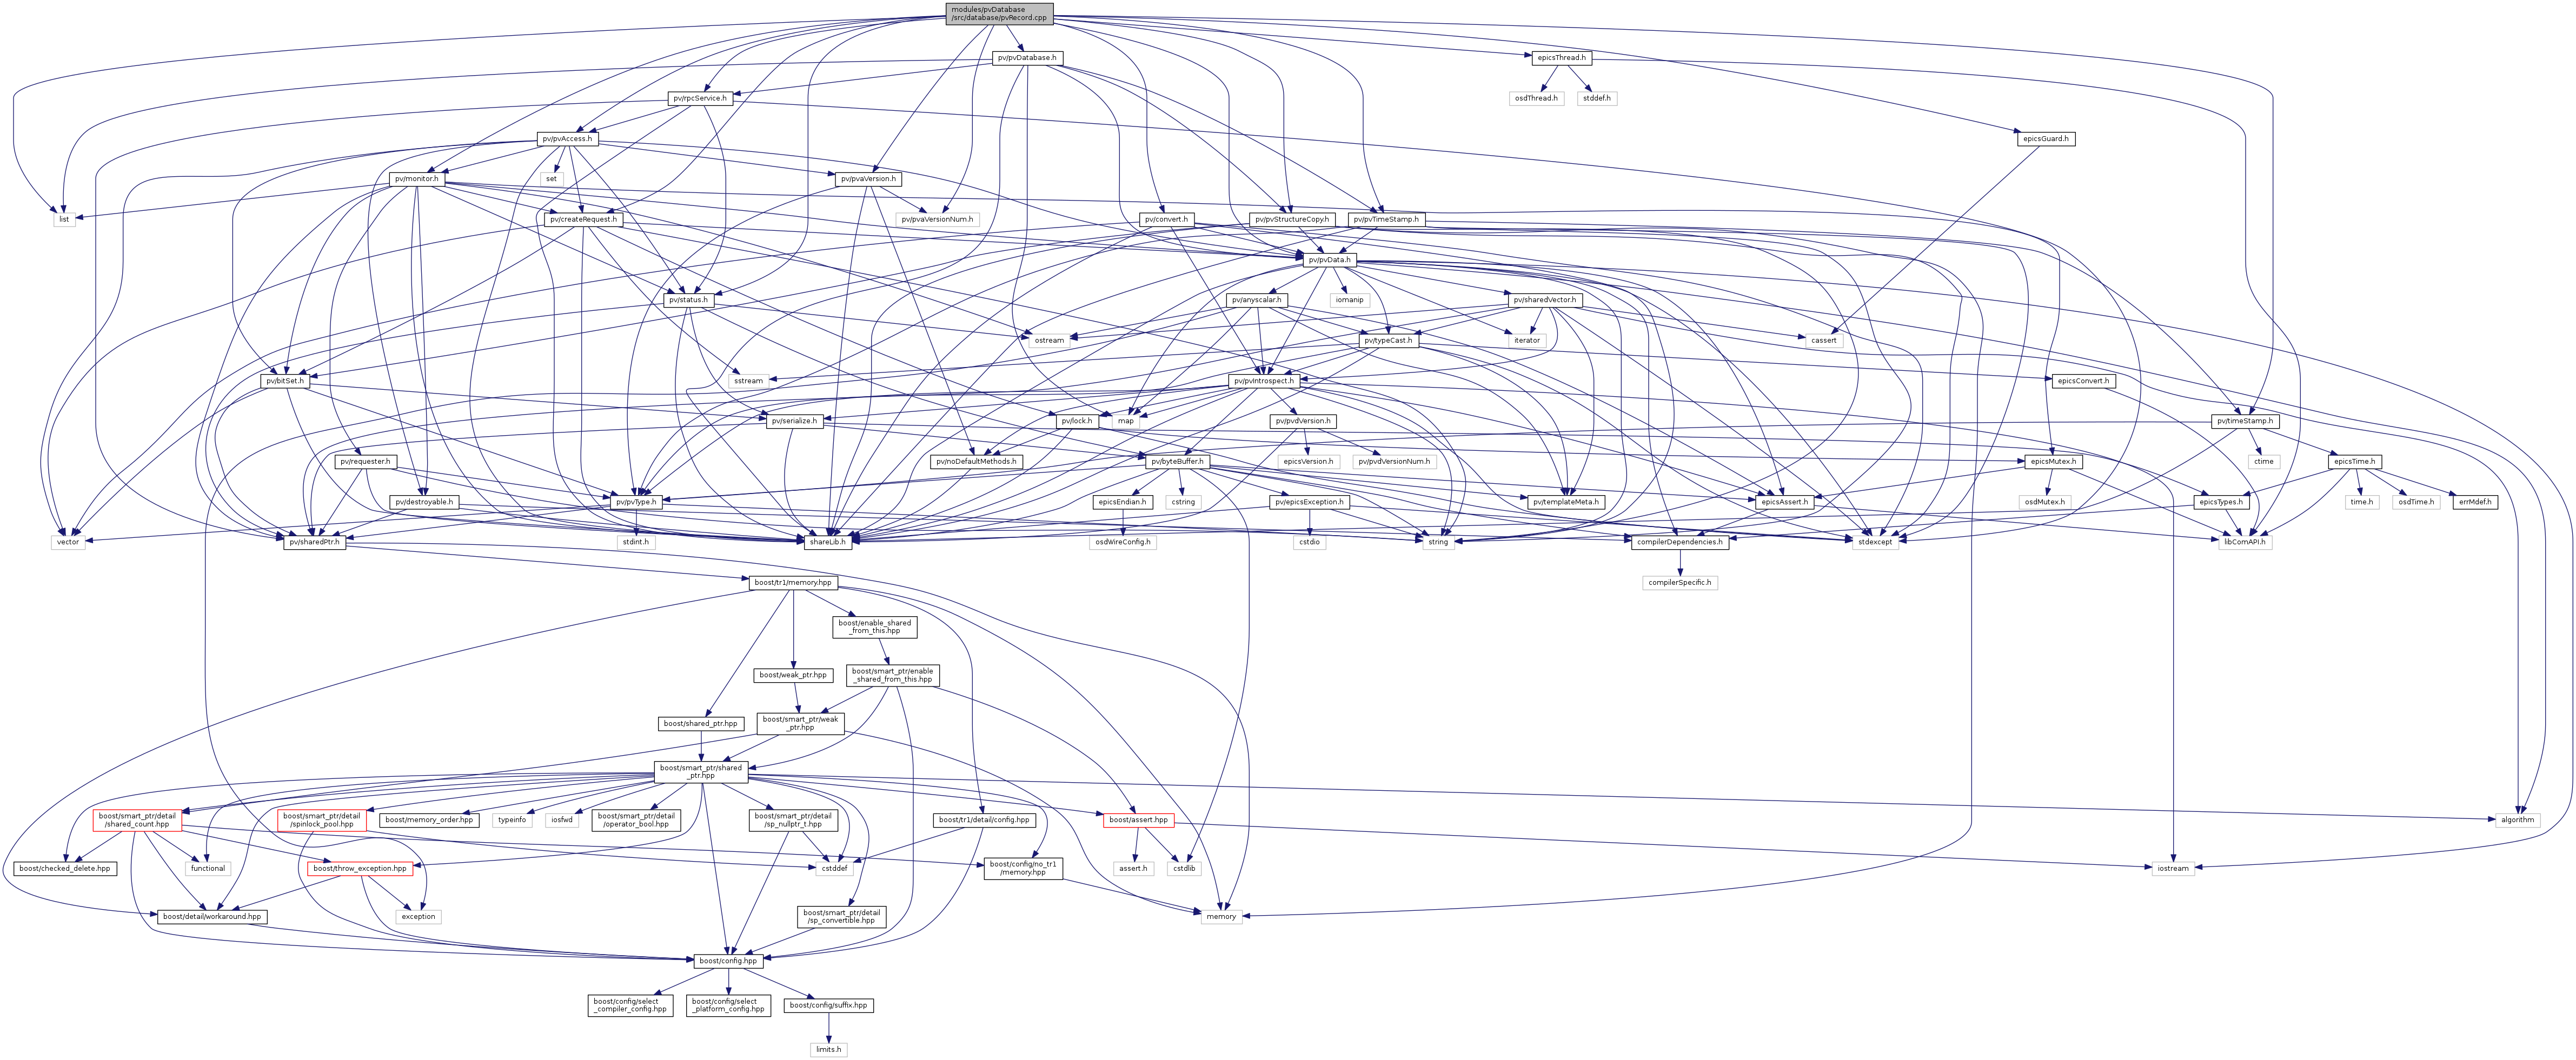 modules/pvDatabase
/src/database/pvRecord.cpp
pv/pvDatabase.h
epicsThread.h
pv/rpcService.h
osdThread.h
stddef.h
pv/pvAccess.h
epicsGuard.h
pv/monitor.h
set
pv/pvaVersion.h
list
pv/createRequest.h
pv/pvaVersionNum.h
pv/convert.h
pv/pvStructureCopy.h
pv/pvTimeStamp.h
pv/pvData.h
pv/status.h
pv/anyscalar.h
iomanip
pv/sharedVector.h
ostream
pv/typeCast.h
iterator
cassert
pv/bitSet.h
sstream
pv/pvIntrospect.h
epicsConvert.h
pv/serialize.h
pv/lock.h
map
pv/pvdVersion.h
pv/timeStamp.h
pv/requester.h
pv/noDefaultMethods.h
pv/byteBuffer.h
epicsVersion.h
pv/pvdVersionNum.h
epicsMutex.h
ctime
epicsTime.h
pv/destroyable.h
pv/pvType.h
epicsEndian.h
cstring
pv/epicsException.h
pv/templateMeta.h
epicsAssert.h
osdMutex.h
epicsTypes.h
time.h
osdTime.h
errMdef.h
vector
pv/sharedPtr.h
stdint.h
shareLib.h
osdWireConfig.h
cstdio
string
compilerDependencies.h
stdexcept
libComAPI.h
boost/tr1/memory.hpp
compilerSpecific.h
boost/enable_shared
_from_this.hpp
boost/weak_ptr.hpp
boost/smart_ptr/enable
_shared_from_this.hpp
boost/shared_ptr.hpp
boost/smart_ptr/weak
_ptr.hpp
boost/smart_ptr/shared
_ptr.hpp
boost/smart_ptr/detail
/shared_count.hpp
boost/smart_ptr/detail
/spinlock_pool.hpp
boost/memory_order.hpp
typeinfo
iosfwd
boost/smart_ptr/detail
/operator_bool.hpp
boost/smart_ptr/detail
/sp_nullptr_t.hpp
boost/tr1/detail/config.hpp
boost/assert.hpp
algorithm
boost/checked_delete.hpp
functional
boost/throw_exception.hpp
cstddef
boost/config/no_tr1
/memory.hpp
assert.h
cstdlib
iostream
boost/detail/workaround.hpp
exception
boost/smart_ptr/detail
/sp_convertible.hpp
memory
boost/config.hpp
boost/config/select
_compiler_config.hpp
boost/config/select
_platform_config.hpp
boost/config/suffix.hpp
limits.h